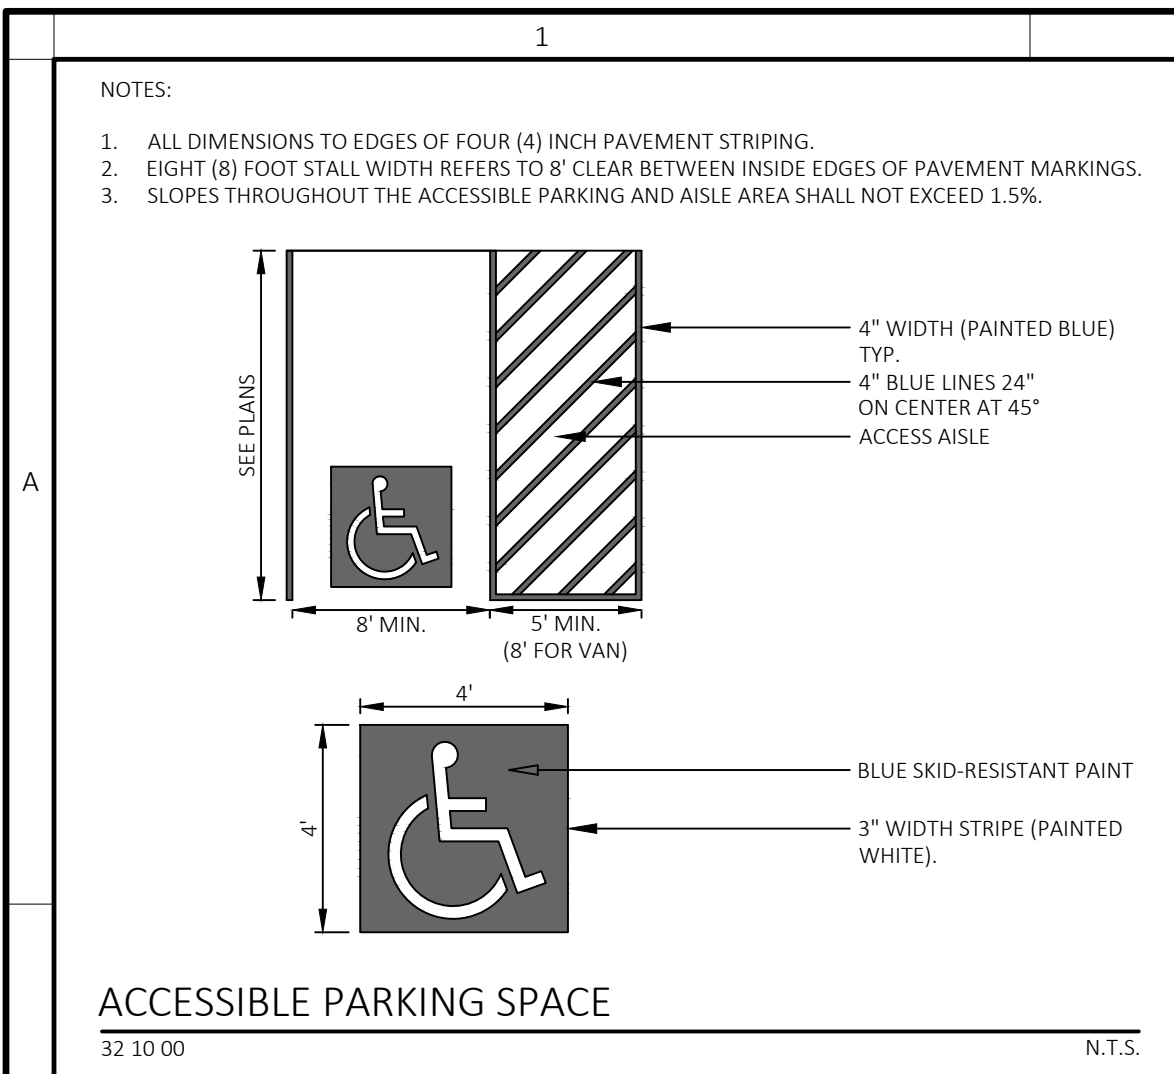 1
NOTES:
1. ALL DIMENSIONS TO EDGES OF FOUR (4) INCH PAVEMENT STRIPING.
2. EIGHT (8) FOOT STALL WIDTH REFERS TO 8' CLEAR BETWEEN INSIDE EDGES OF PAVEMENT MARKINGS.
3. SLOPES THROUGHOUT THE ACCESSIBLE PARKING AND AISLE AREA SHALL NOT EXCEED 1.5%.
4" WIDTH (PAINTED BLUE)
TYP.
4" BLUE LINES 24"
ON CENTER AT 45°
ACCESS AISLE
SEE PLANS
A
8' MIN.
5' MIN.
(8' FOR VAN)
4'
4'
BLUE SKID-RESISTANT PAINT
3" WIDTH STRIPE (PAINTED
WHITE).
ACCESSIBLE PARKING SPACE
32 10 00
N.T.S.